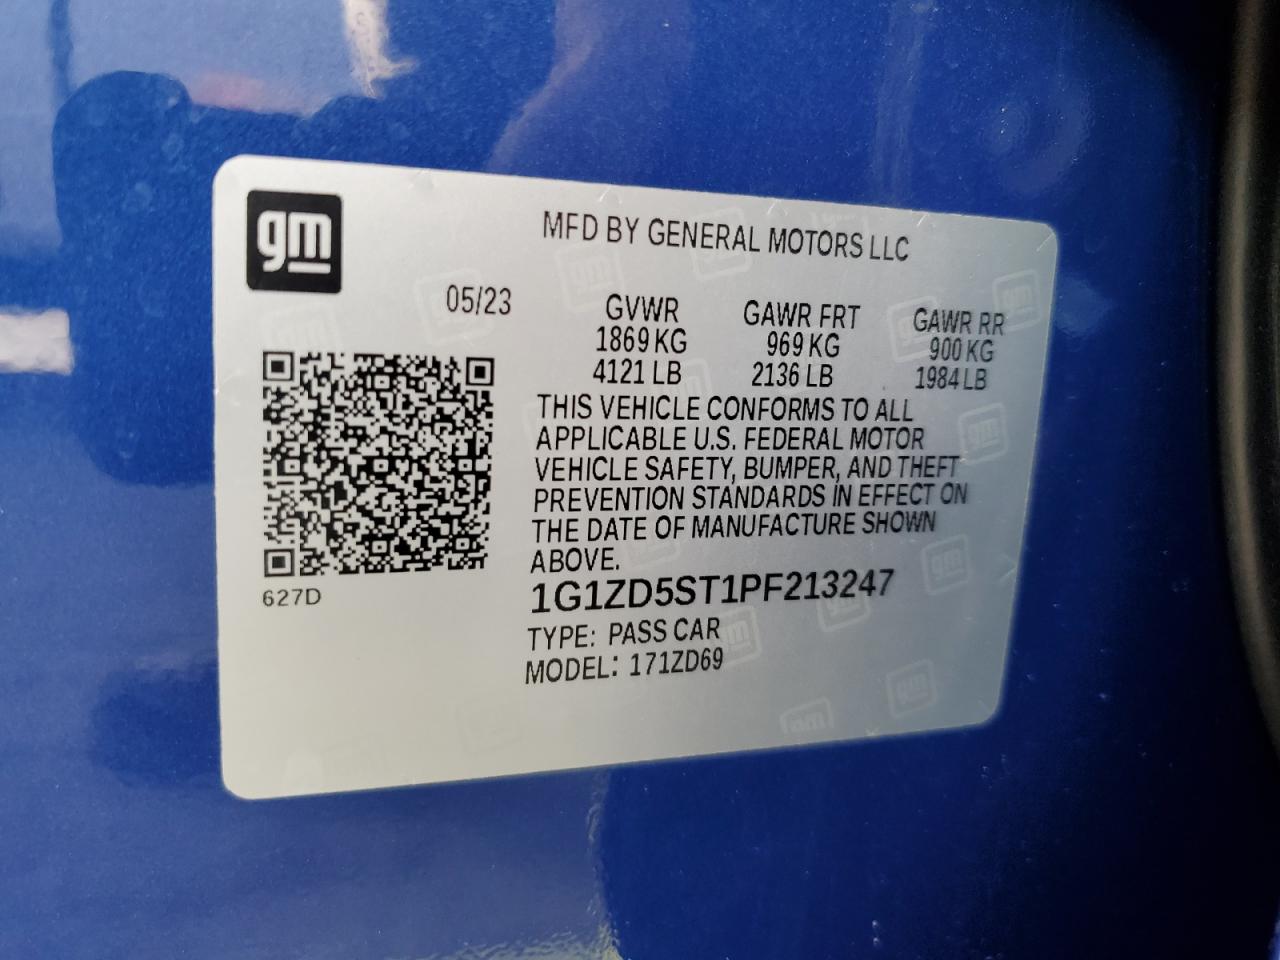 gm
MFD BY GENERAL MOTORS LLC
05/23 GVWR GAWR FRT GAWR RR
1869 KG 969 KG 900 KG
4121 LB 2136 LB 1984 LB
THIS VEHICLE CONFORMS TO ALL
APPLICABLE U.S. FEDERAL MOTOR
VEHICLE SAFETY, BUMPER, AND THEFT
PREVENTION STANDARDS IN EFFECT ON
THE DATE OF MANUFACTURE SHOWN
ABOVE.
627D
1G1ZD5ST1PF213247
TYPE: PASS CAR
MODEL: 171ZD69